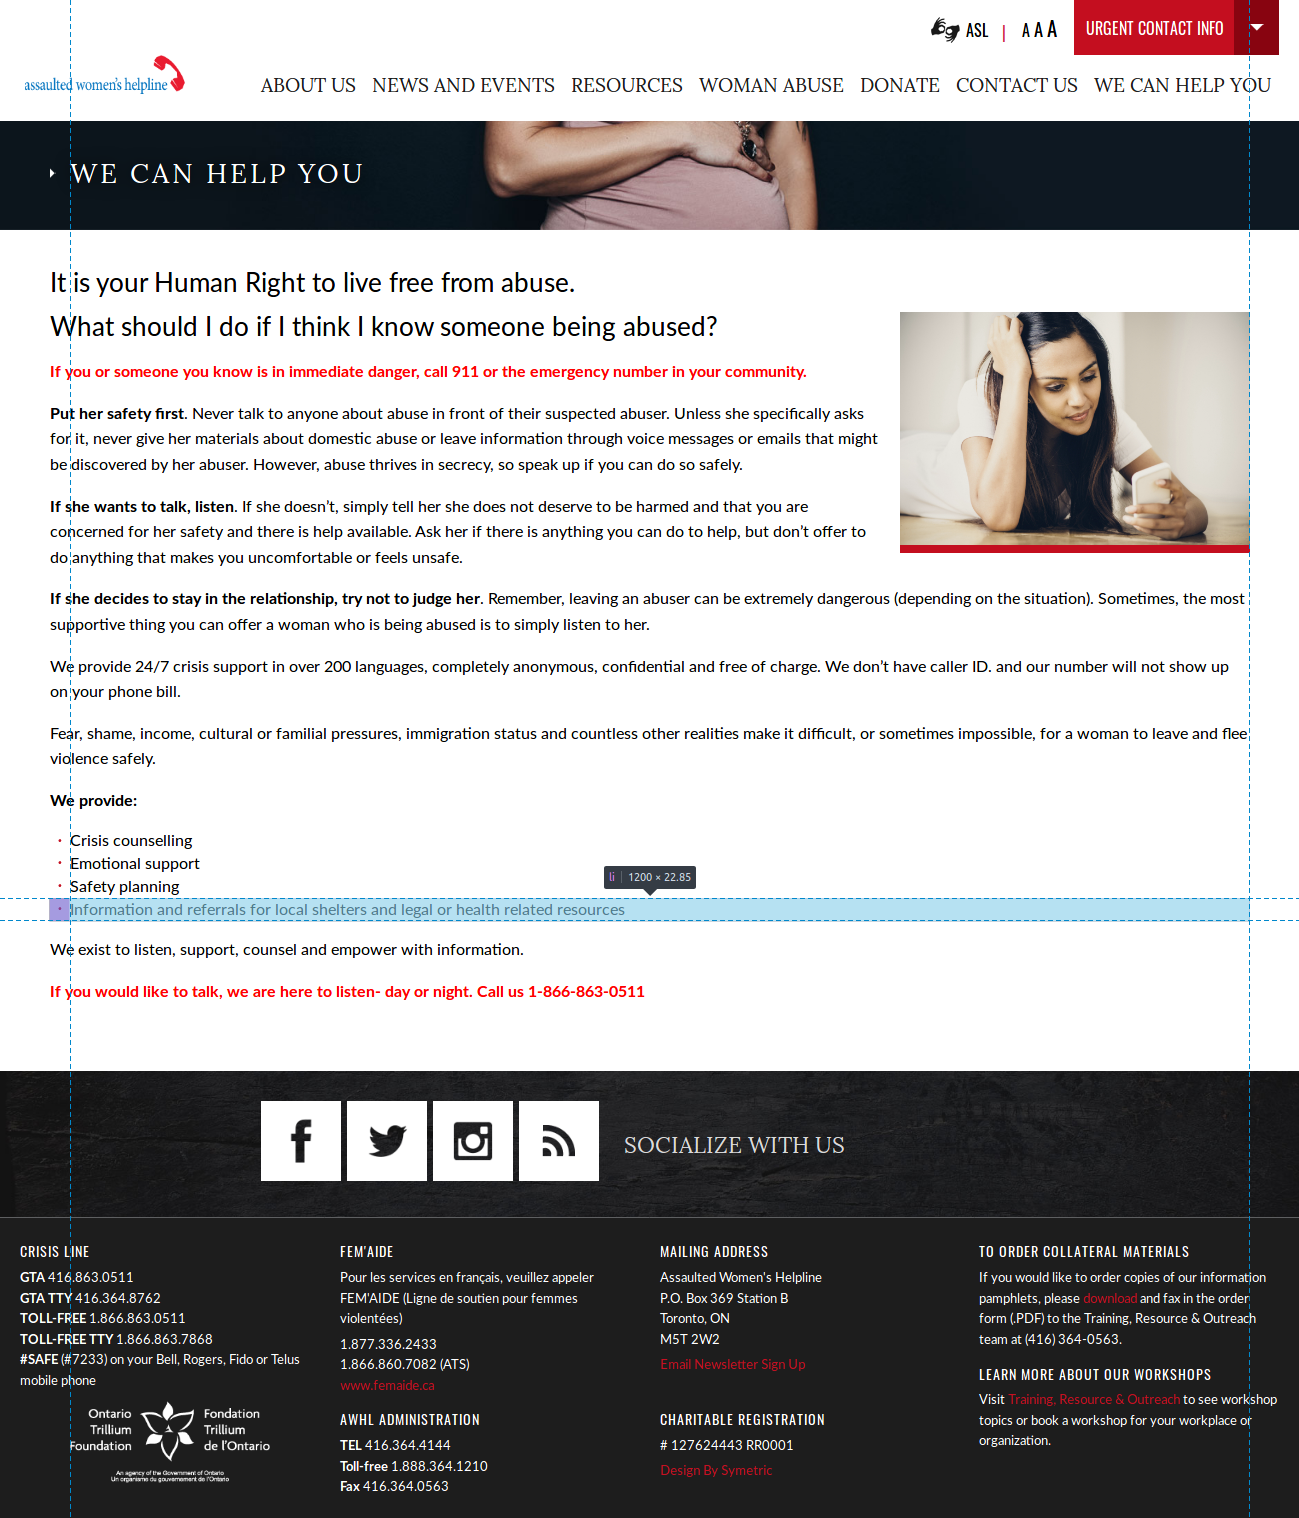 ASL | A A A URGENT CONTACT INFO
assaulted women's helpline
ABOUT US NEWS AND EVENTS RESOURCES WOMAN ABUSE DONATE CONTACT US WE CAN HELP YOU
WE CAN HELP YOU
It is your Human Right to live free from abuse.
What should I do if I think I know someone being abused?
If you or someone you know is in immediate danger, call 911 or the emergency number in your community.
Put her safety first. Never talk to anyone about abuse in front of their suspected abuser. Unless she specifically asks
for it, never give her materials about domestic abuse or leave information through voice messages or emails that might
be discovered by her abuser. However, abuse thrives in secrecy, so speak up if you can do so safely.
If she wants to talk, listen. If she doesn’t, simply tell her she does not deserve to be harmed and that you are
concerned for her safety and there is help available. Ask her if there is anything you can do to help, but don’t offer to
do anything that makes you uncomfortable or feels unsafe.
If she decides to stay in the relationship, try not to judge her. Remember, leaving an abuser can be extremely dangerous (depending on the situation). Sometimes, the most
supportive thing you can offer a woman who is being abused is to simply listen to her.
We provide 24/7 crisis support in over 200 languages, completely anonymous, confidential and free of charge. We don’t have caller ID. and our number will not show up
on your phone bill.
Fear, shame, income, cultural or familial pressures, immigration status and countless other realities make it difficult, or sometimes impossible, for a woman to leave and flee
violence safely.
We provide:
· Crisis counselling
· Emotional support
· Safety planning
li | 1200 × 22.85
· Information and referrals for local shelters and legal or health related resources
We exist to listen, support, counsel and empower with information.
If you would like to talk, we are here to listen- day or night. Call us 1-866-863-0511
SOCIALIZE WITH US
CRISIS LINE
GTA 416.863.0511
GTA TTY 416.364.8762
TOLL-FREE 1.866.863.0511
TOLL-FREE TTY 1.866.863.7868
#SAFE (#7233) on your Bell, Rogers, Fido or Telus
mobile phone
Ontario Fondation
Trillium Trillium
Foundation de l'Ontario
An agency of the Government of Ontario
Un organisme du gouvernement de l'Ontario
FEM'AIDE
Pour les services en français, veuillez appeler
FEM'AIDE (Ligne de soutien pour femmes
violentées)
1.877.336.2433
1.866.860.7082 (ATS)
www.femaide.ca
AWHL ADMINISTRATION
TEL 416.364.4144
Toll-free 1.888.364.1210
Fax 416.364.0563
MAILING ADDRESS
Assaulted Women's Helpline
P.O. Box 369 Station B
Toronto, ON
M5T 2W2
Email Newsletter Sign Up
CHARITABLE REGISTRATION
# 127624443 RR0001
Design By Symetric
TO ORDER COLLATERAL MATERIALS
If you would like to order copies of our information
pamphlets, please download and fax in the order
form (.PDF) to the Training, Resource & Outreach
team at (416) 364-0563.
LEARN MORE ABOUT OUR WORKSHOPS
Visit Training, Resource & Outreach to see workshop
topics or book a workshop for your workplace or
organization.